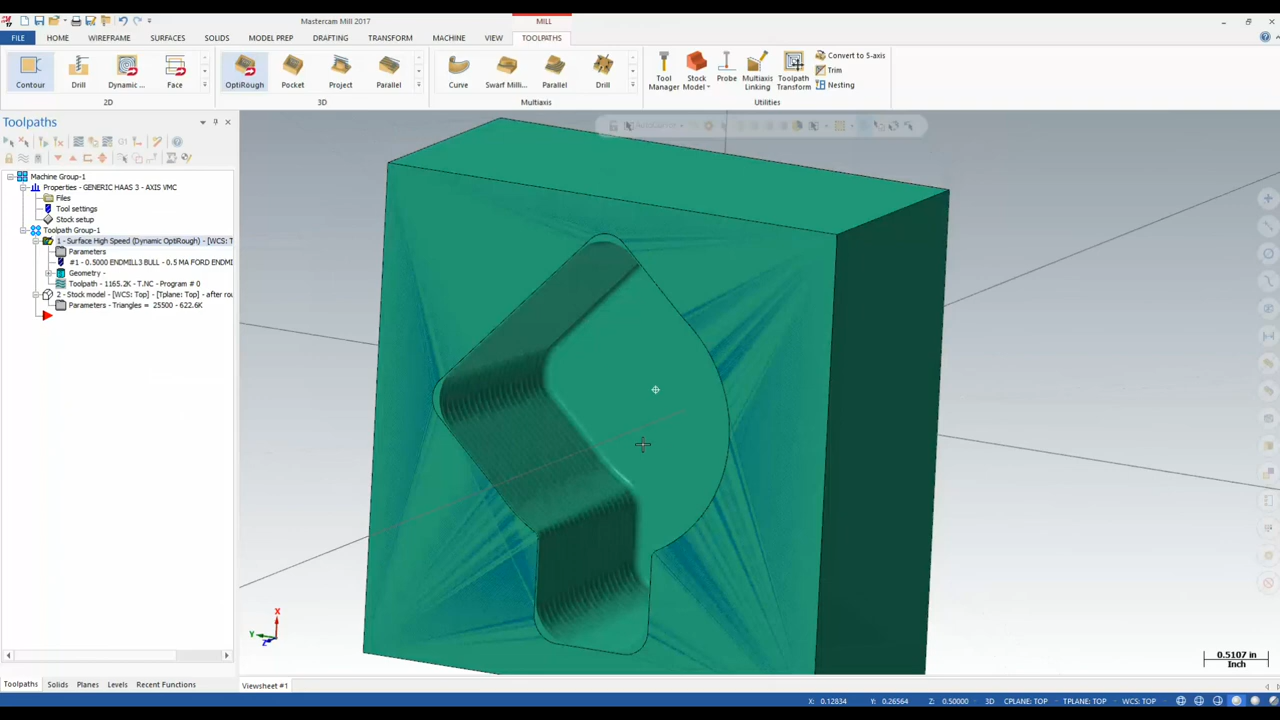 Mastercam Mill 2017
MILL
FILE
HOME
WIREFRAME
SURFACES
SOLIDS
MODEL PREP
DRAFTING
TRANSFORM
MACHINE
VIEW
TOOLPATHS
Contour
Drill
Dynamic ...
Face
2D
OptiRough
Pocket
Project
Parallel
3D
Curve
Swarf Milli...
Parallel
Drill
Multiaxis
Tool Manager
Stock Model
Probe
Multiaxis Linking
Toolpath Transform
Convert to 5-axis
Trim
Nesting
Utilities
Toolpaths
AutoCursor
Machine Group-1
Properties - GENERIC HAAS 3 - AXIS VMC
Files
Tool settings
Stock setup
Toolpath Group-1
1 - Surface High Speed (Dynamic OptiRough) - [WCS: T
Parameters
#1 - 0.5000 ENDMILL3 BULL - 0.5 MA FORD ENDMI
Geometry -
Toolpath - 1165.2K - T.NC - Program # 0
2 - Stock model - [WCS: Top] - [Tplane: Top] - after rou
Parameters - Triangles = 25500 - 622.6K
X
Y
Z
0.5107 in
Inch
Toolpaths
Solids
Planes
Levels
Recent Functions
Viewsheet #1
X: 0.12834
Y: 0.26564
Z: 0.50000
3D
CPLANE: TOP
TPLANE: TOP
WCS: TOP